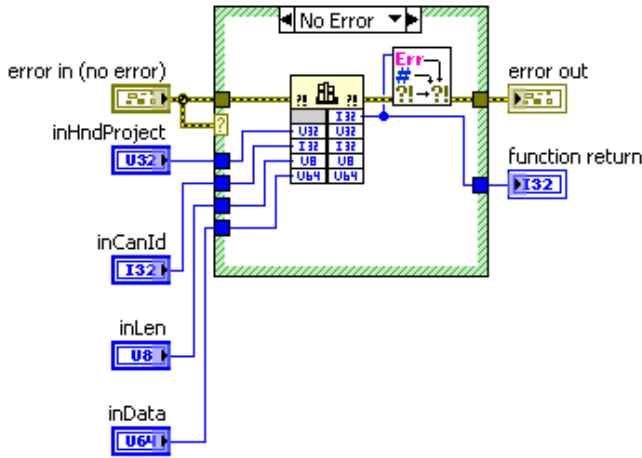 No Error
error in (no error)
?! ?!
Err
#
?!→?!
error out
?
I32
inHndProject
U32
U32 U32
I32 I32
U8 U8
U64 U64
function return
I32
inCanId
I32
inLen
U8
inData
U64